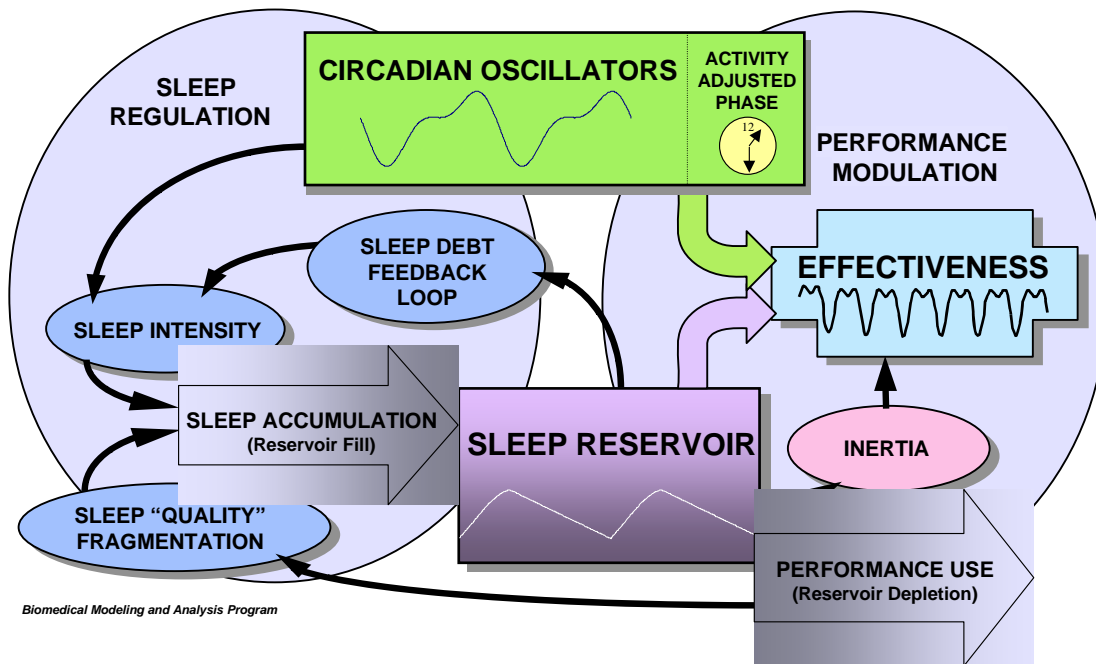 CIRCADIAN OSCILLATORS
ACTIVITY
ADJUSTED
PHASE
12
SLEEP
REGULATION
PERFORMANCE
MODULATION
SLEEP DEBT
FEEDBACK
LOOP
EFFECTIVENESS
SLEEP INTENSITY
SLEEP ACCUMULATION
(Reservoir Fill)
SLEEP RESERVOIR
INERTIA
SLEEP “QUALITY”
FRAGMENTATION
PERFORMANCE USE
(Reservoir Depletion)
Biomedical Modeling and Analysis Program